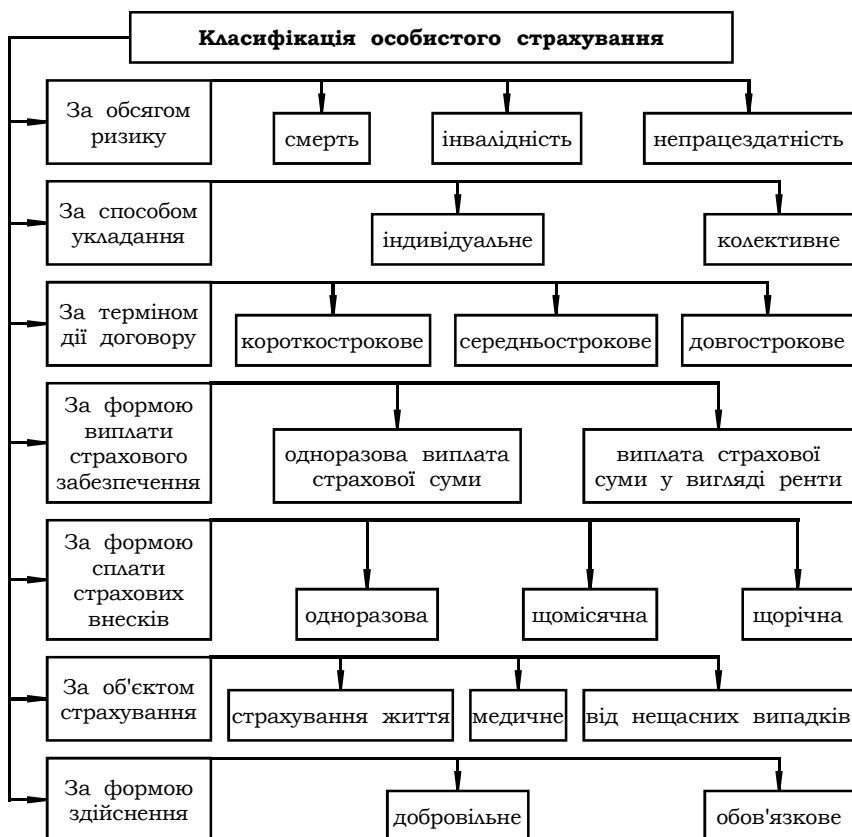 Класифікація особистого страхування
За обсягом
ризику
смерть
інвалідність
непрацездатність
За способом
укладання
індивідуальне
колективне
За терміном
дії договору
короткострокове
середньострокове
довгострокове
За формою
виплати
страхового
забезпечення
одноразова виплата
страхової суми
виплата страхової
суми у вигляді ренти
За формою
сплати
страхових
внесків
одноразова
щомісячна
щорічна
За об'єктом
страхування
страхування життя
медичне
від нещасних випадків
За формою
здійснення
добровільне
обов'язкове